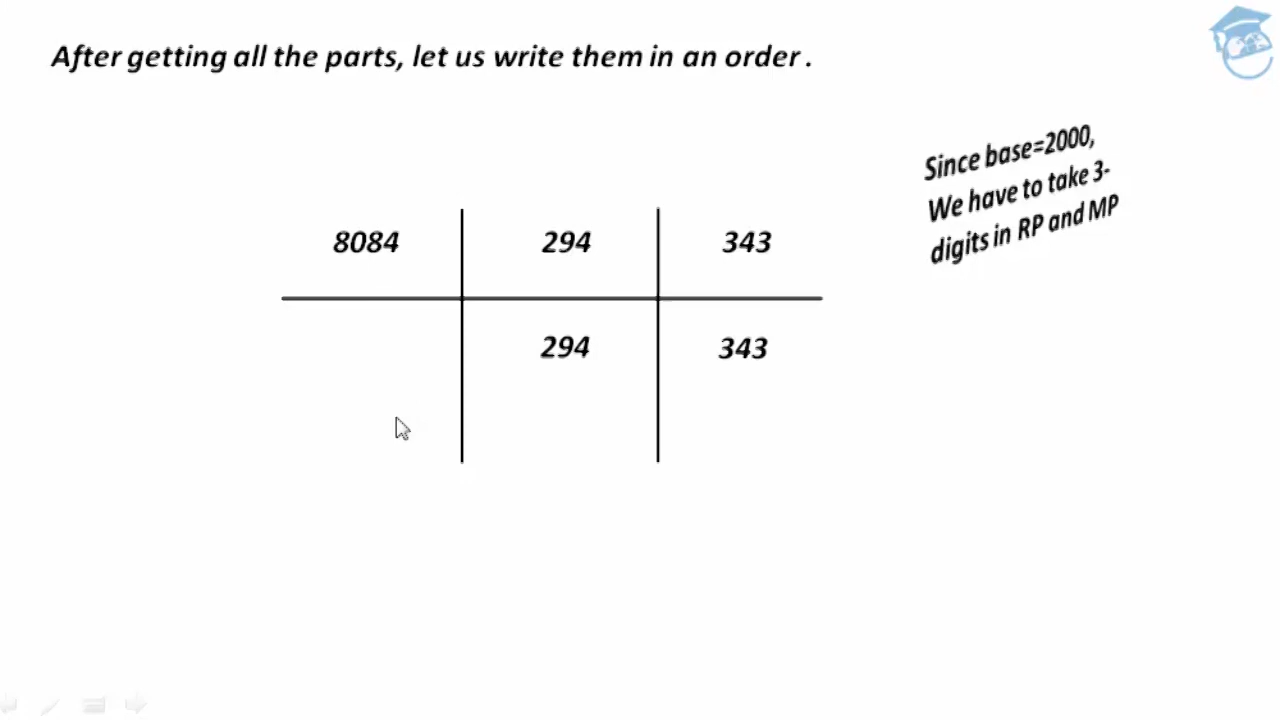 After getting all the parts, let us write them in an order .
Since base=2000,
We have to take 3-
digits in RP and MP
8084 294 343
294 343